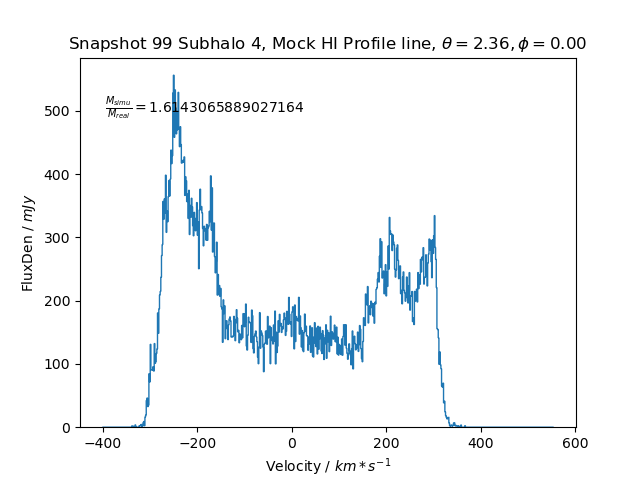 Snapshot 99 Subhalo 4, Mock HI Profile line, θ = 2.36, ϕ = 0.00
M_simu/M_real = 1.6143065889027164
FluxDen / mJy
500
400
300
200
100
0
−400 −200 0 200 400 600
Velocity / km * s⁻¹